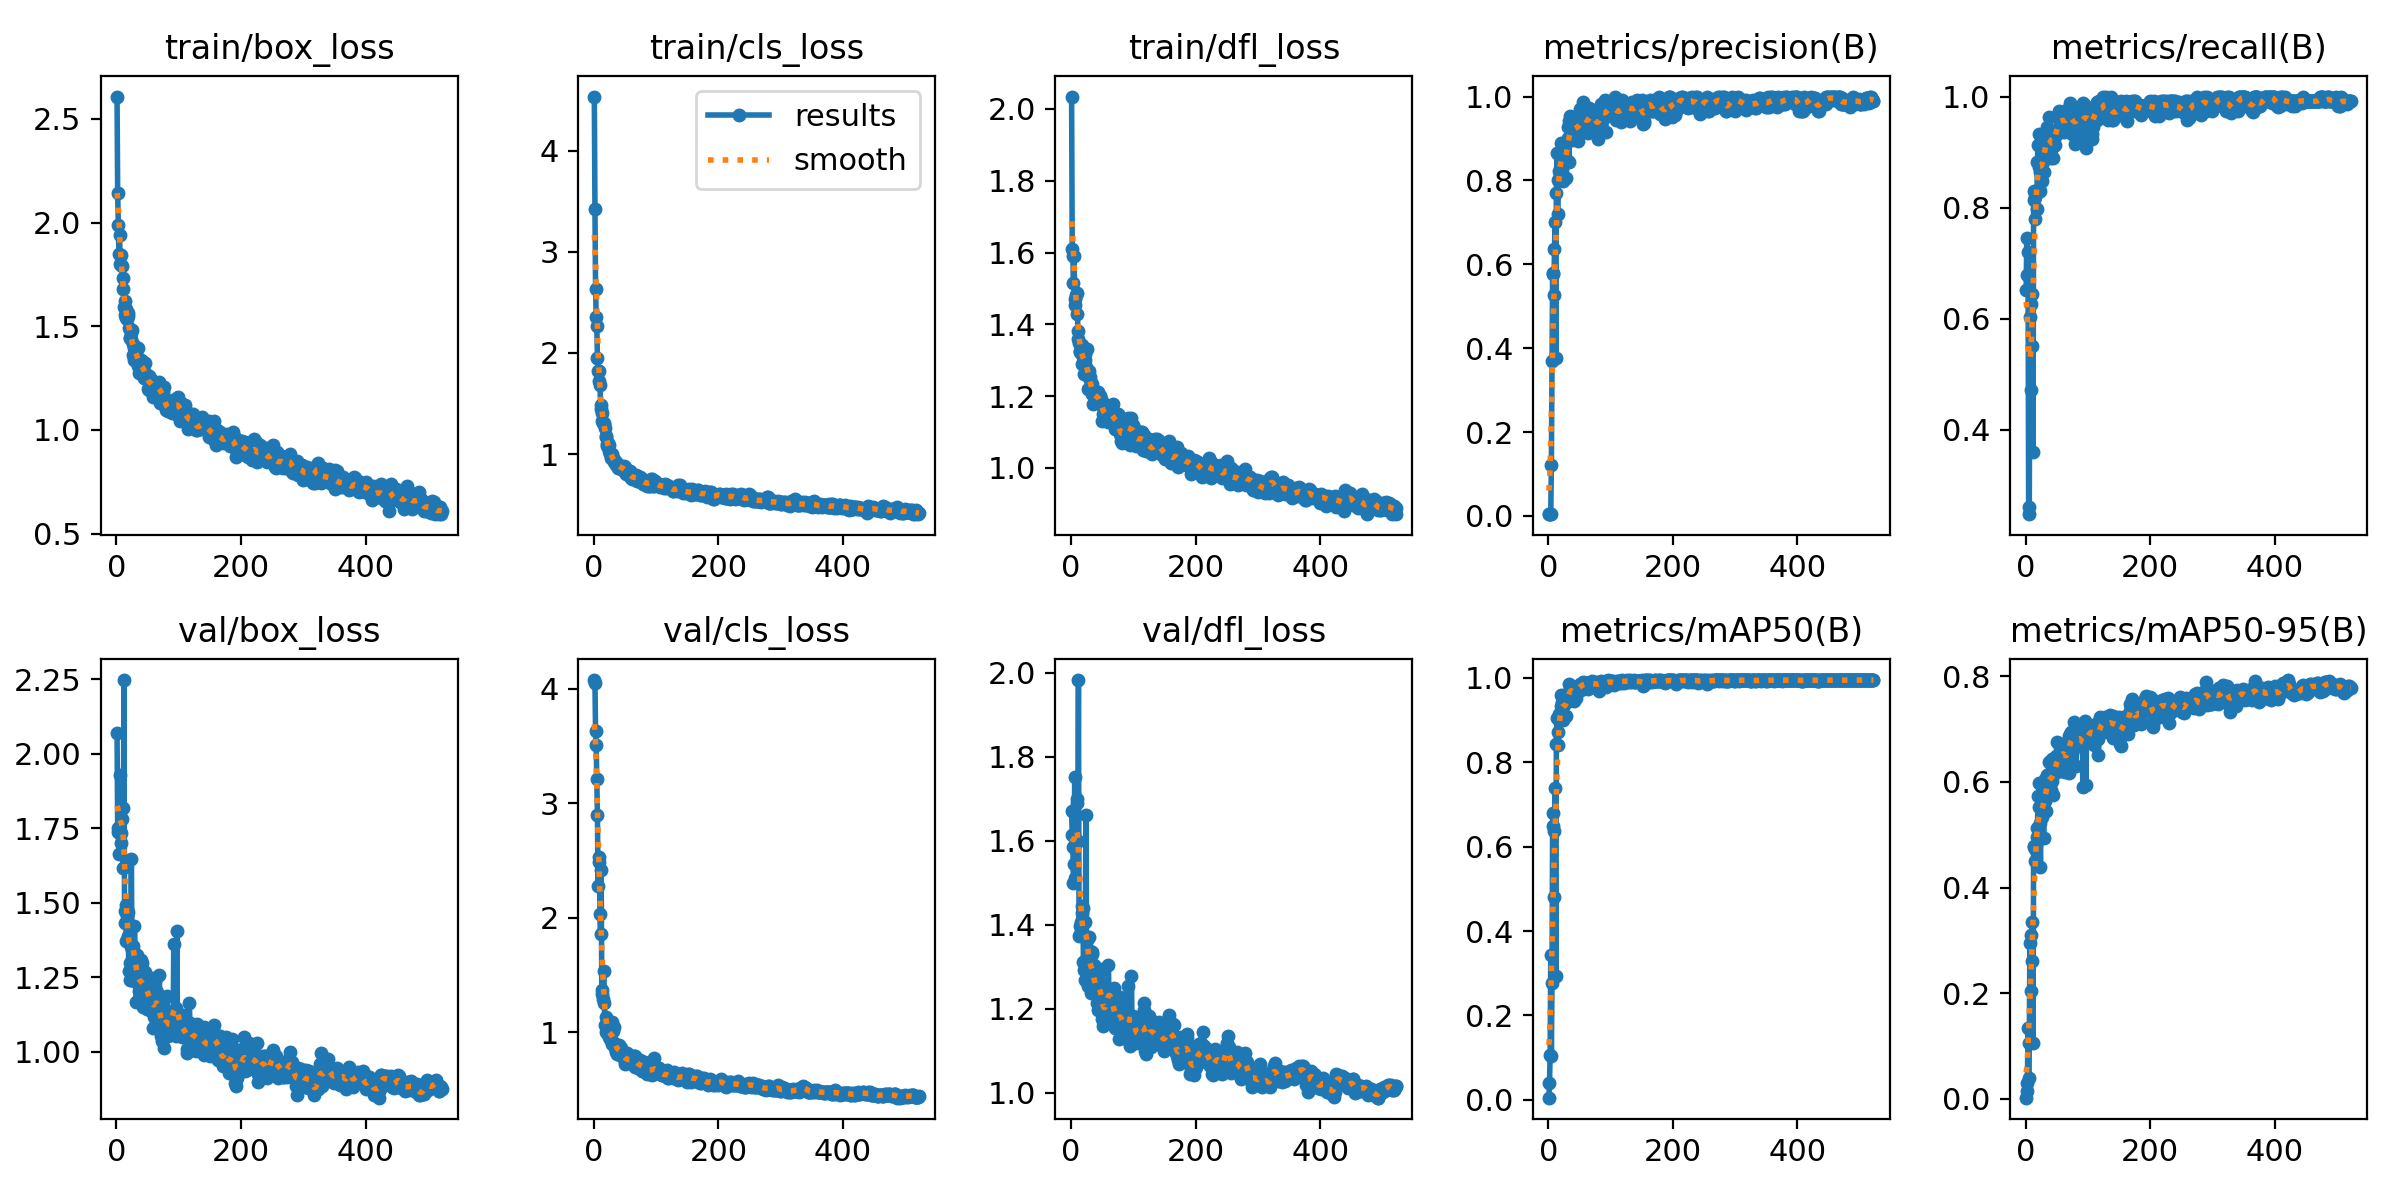 train/box_loss
train/cls_loss
train/dfl_loss
metrics/precision(B)
metrics/recall(B)
2.5
2.0
1.5
1.0
0.5
0 200 400
results
smooth
4
3
2
1
0 200 400
2.0
1.8
1.6
1.4
1.2
1.0
0 200 400
1.0
0.8
0.6
0.4
0.2
0.0
0 200 400
1.0
0.8
0.6
0.4
0 200 400
val/box_loss
val/cls_loss
val/dfl_loss
metrics/mAP50(B)
metrics/mAP50-95(B)
2.25
2.00
1.75
1.50
1.25
1.00
0 200 400
4
3
2
1
0 200 400
2.0
1.8
1.6
1.4
1.2
1.0
0 200 400
1.0
0.8
0.6
0.4
0.2
0.0
0 200 400
0.8
0.6
0.4
0.2
0.0
0 200 400